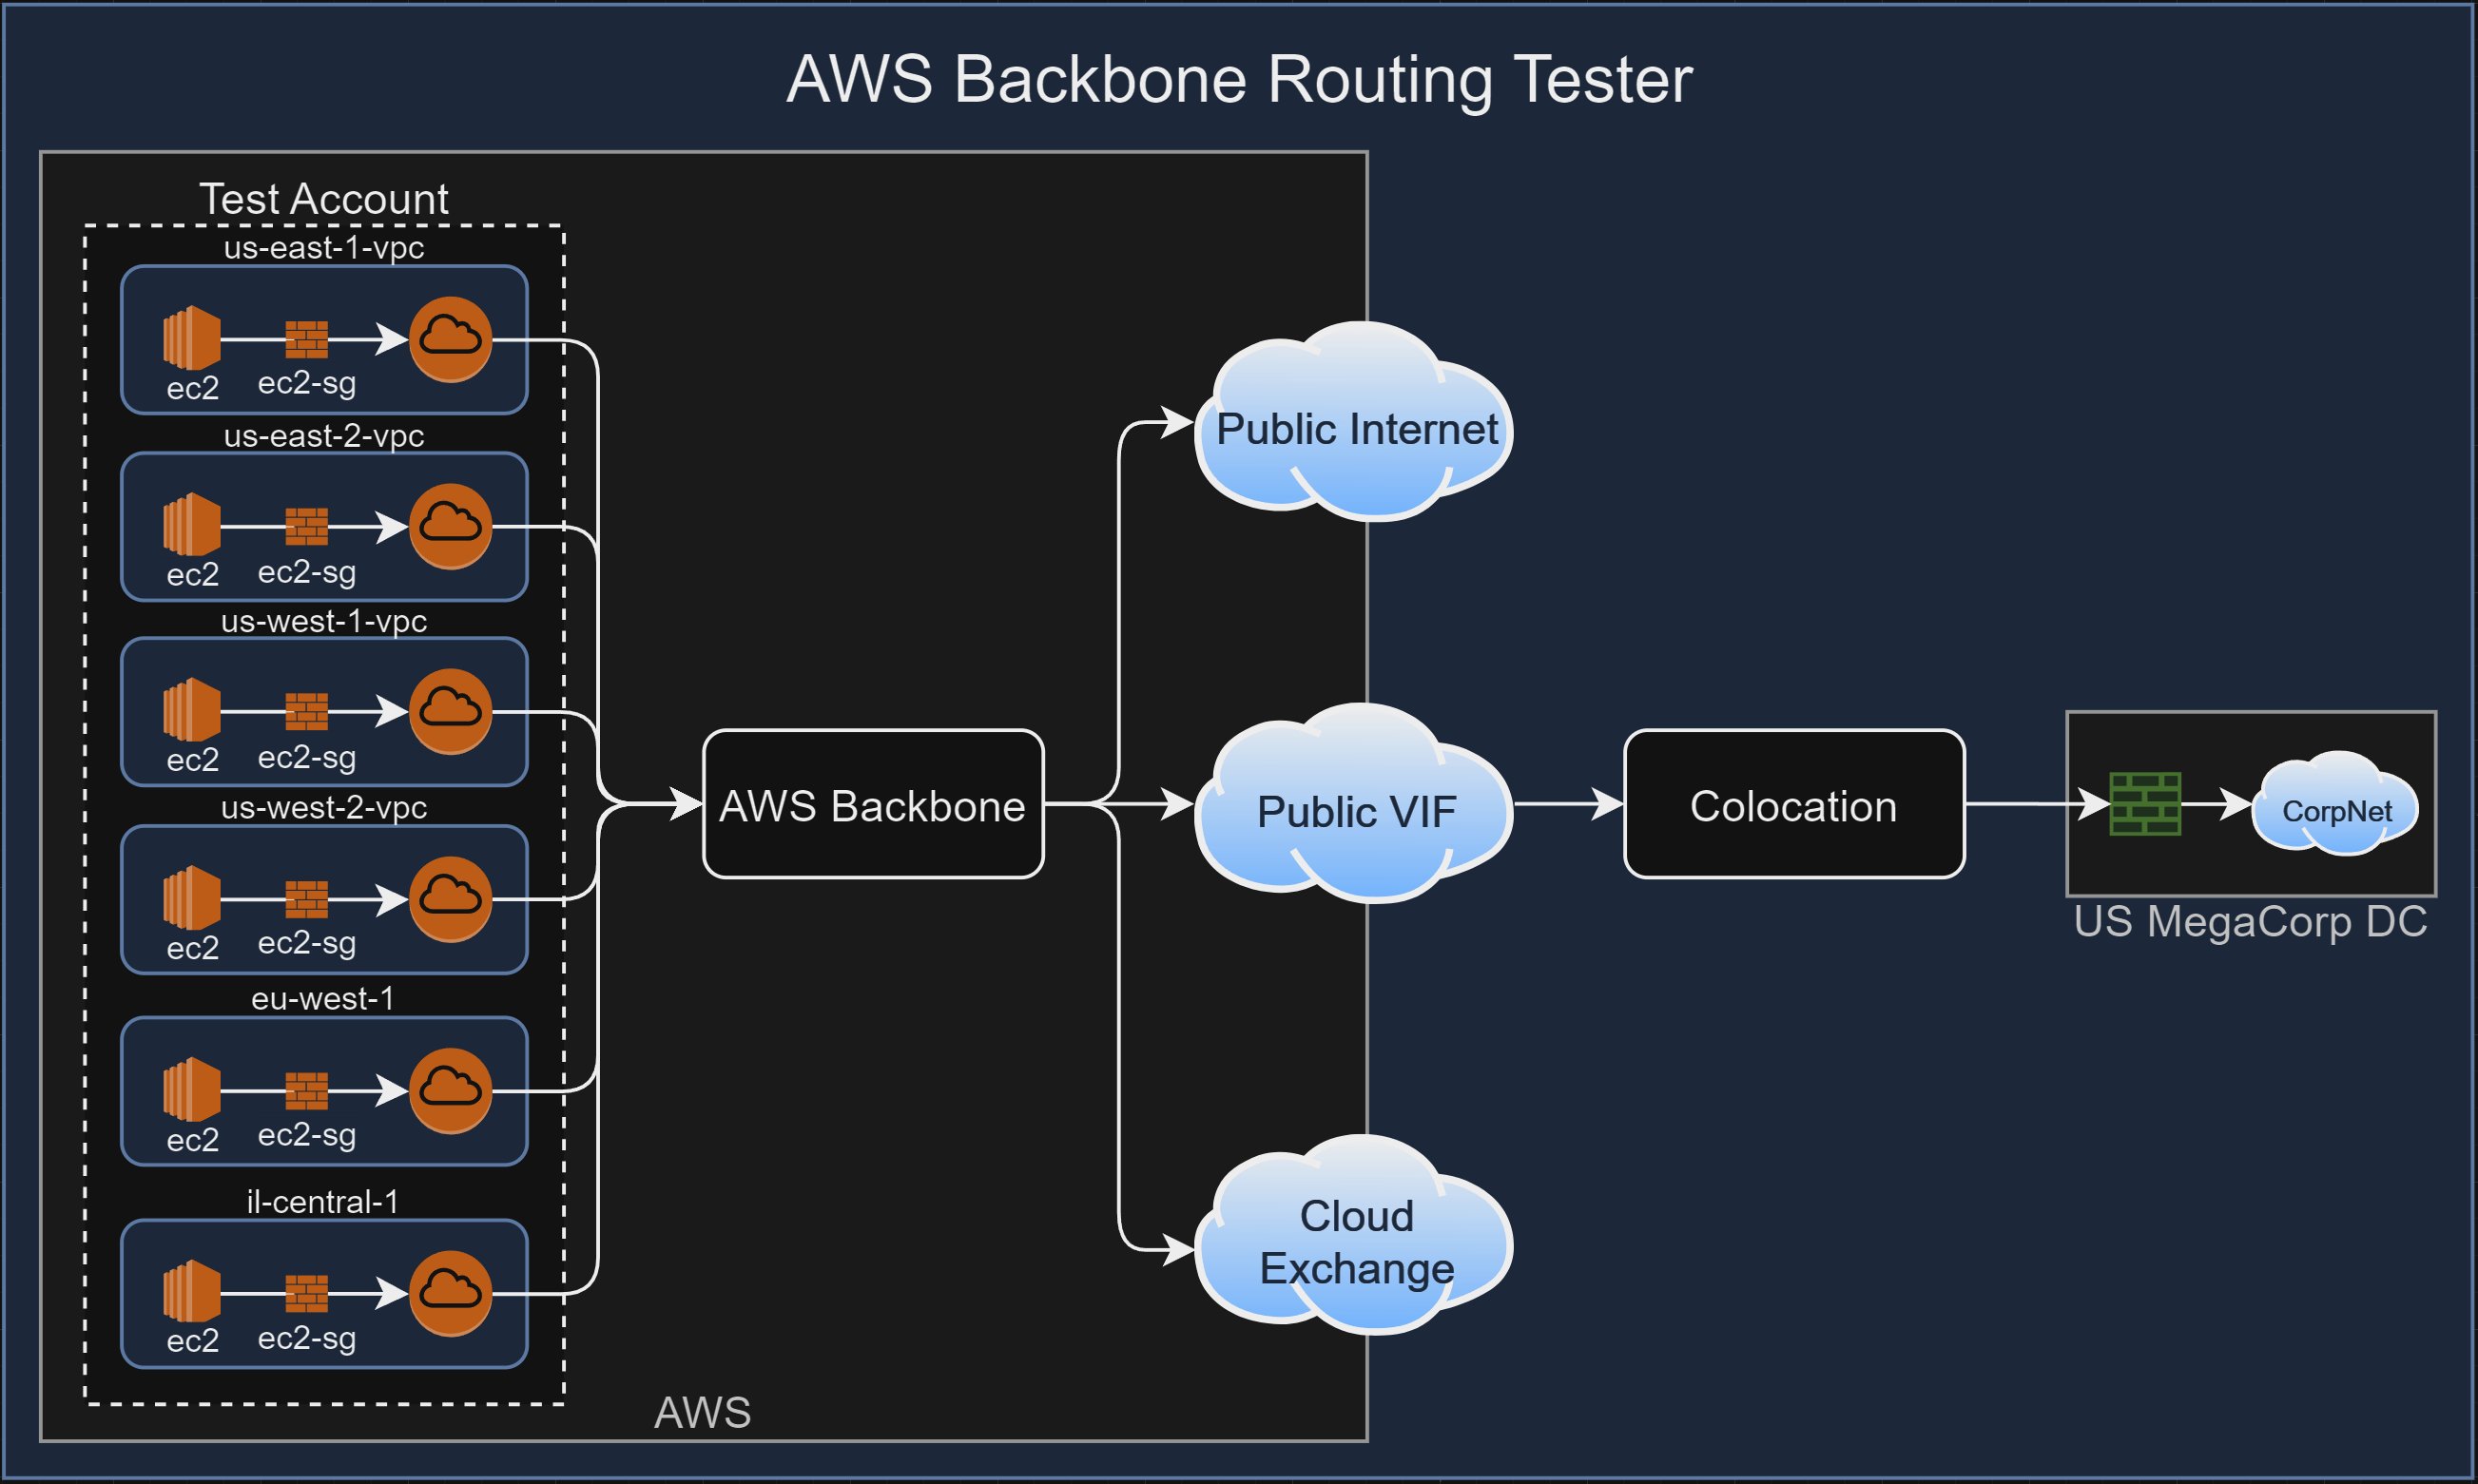 AWS Backbone Routing Tester
Test Account
us-east-1-vpc
ec2
ec2-sg
us-east-2-vpc
ec2
ec2-sg
us-west-1-vpc
ec2
ec2-sg
us-west-2-vpc
ec2
ec2-sg
eu-west-1
ec2
ec2-sg
il-central-1
ec2
ec2-sg
AWS
AWS Backbone
Public Internet
Public VIF
Cloud
Exchange
Colocation
CorpNet
US MegaCorp DC